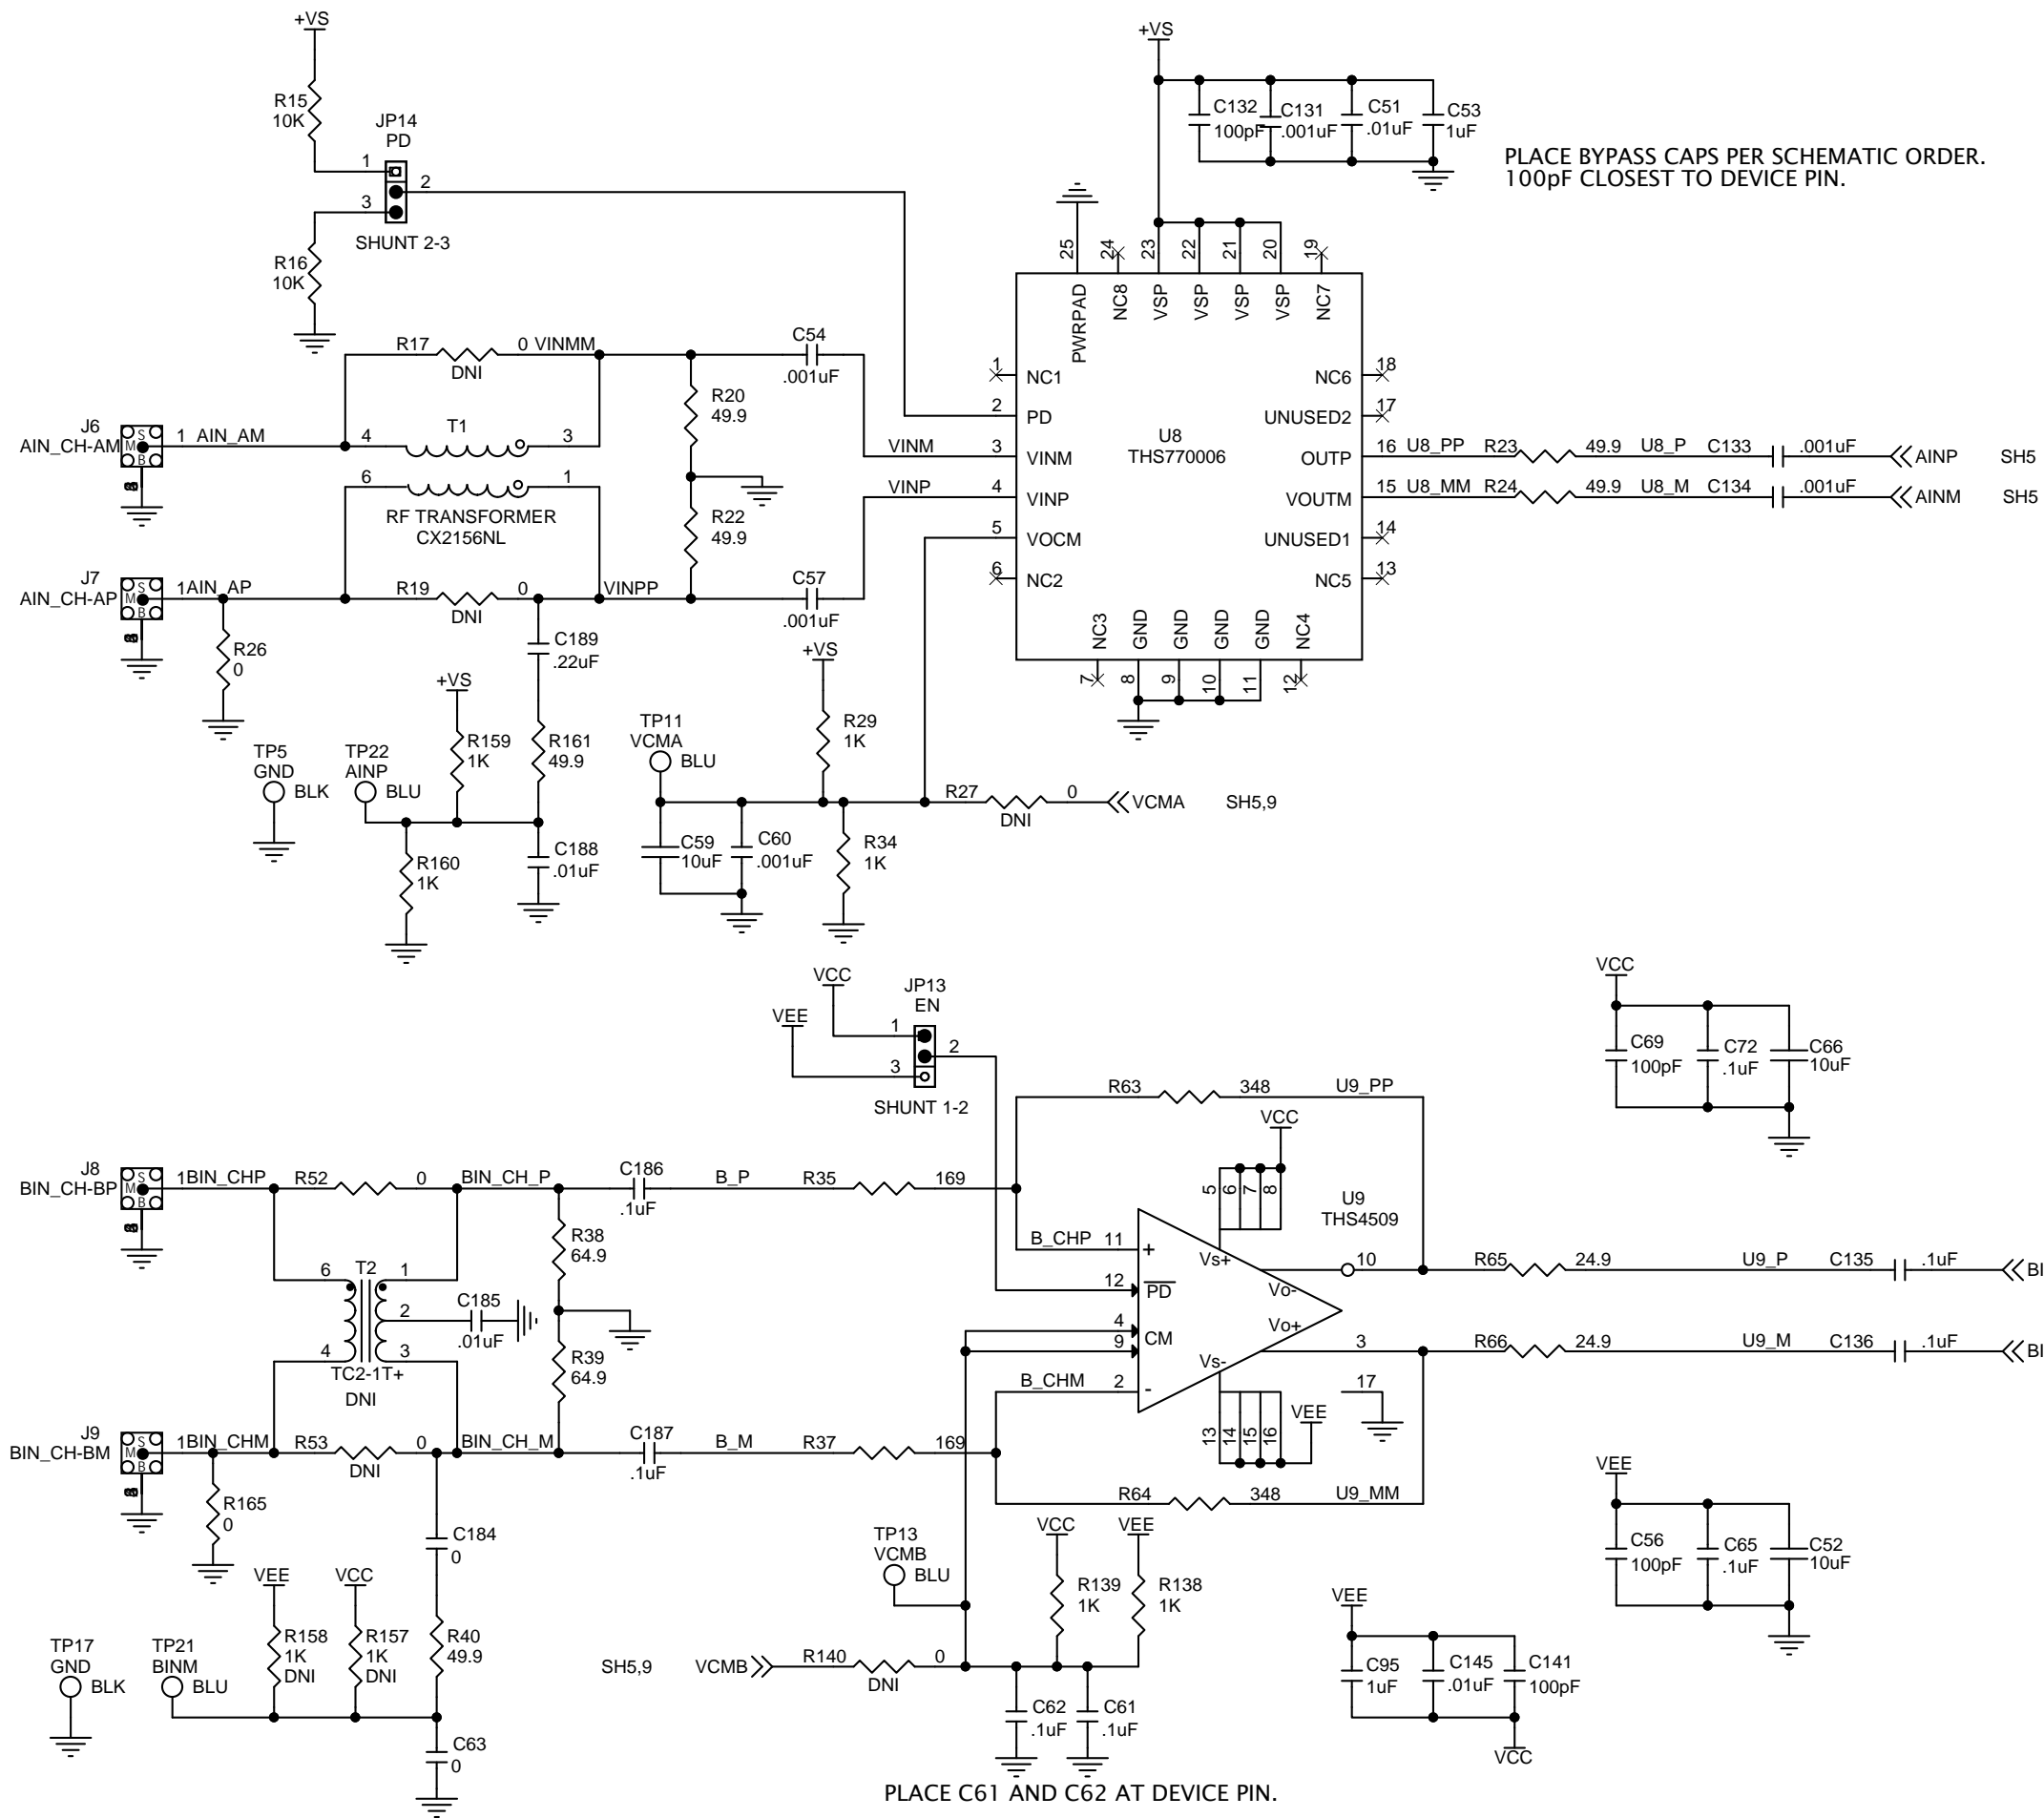 +VS
R15
10K
JP14
PD
1
2
3
SHUNT 2-3
R16
10K
+VS
C132
100pF
C131
.001uF
C51
.01uF
C53
1uF
PLACE BYPASS CAPS PER SCHEMATIC ORDER.
100pF CLOSEST TO DEVICE PIN.
25
24
23
22
21
20
19
PWRPAD
NC8
VSP
VSP
VSP
VSP
NC7
R17
0
VINMM
DNI
C54
.001uF
R20
49.9
J6
AIN_CH-AM
S
M
B
1
AIN_AM
4
T1
3
6
1
RF TRANSFORMER
CX2156NL
R22
49.9
J7
AIN_CH-AP
S
M
B
1
AIN_AP
R19
0
DNI
VINPP
C57
.001uF
R26
0
C189
.22uF
VINM
VINP
1
NC1
2
PD
3
VINM
4
VINP
5
VOCM
6
NC2
U8
THS770006
NC6
18
UNUSED2
17
OUTP
16
VOUTM
15
UNUSED1
14
NC5
13
U8_PP
R23
49.9
U8_P
C133
.001uF
AINP
SH5
U8_MM
R24
49.9
U8_M
C134
.001uF
AINM
SH5
NC3
GND
GND
GND
GND
NC4
7
8
9
10
11
12
TP5
GND
BLK
TP22
AINP
BLU
+VS
R159
1K
R161
49.9
R160
1K
C188
.01uF
TP11
VCMA
BLU
+VS
R29
1K
R27
0
DNI
VCMA
SH5,9
C59
10uF
C60
.001uF
R34
1K
VCC
VEE
JP13
EN
1
2
3
SHUNT 1-2
R63
348
U9_PP
VCC
VCC
C69
100pF
C72
.1uF
C66
10uF
J8
BIN_CH-BP
S
M
B
1
BIN_CHP
R52
0
BIN_CH_P
C186
.1uF
B_P
R35
169
R38
64.9
5
6
7
8
U9
THS4509
B_CHP
11
+
Vs+
12
PD
4
9
CM
10
Vo-
Vo+
3
Vs-
B_CHM
2
-
17
13
14
15
16
VEE
R65
24.9
U9_P
C135
.1uF
BI
R66
24.9
U9_M
C136
.1uF
BI
6
T2
1
2
4
3
TC2-1T+
DNI
C185
.01uF
R39
64.9
J9
BIN_CH-BM
S
M
B
1
BIN_CHM
R53
0
DNI
BIN_CH_M
C187
.1uF
B_M
R37
169
R64
348
U9_MM
R165
0
C184
0
VEE
VCC
R158
1K
DNI
R157
1K
DNI
R40
49.9
TP17
GND
BLK
TP21
BINM
BLU
C63
0
TP13
VCMB
BLU
VCC
VEE
R139
1K
R138
1K
SH5,9
VCMB
R140
0
DNI
C62
.1uF
C61
.1uF
PLACE C61 AND C62 AT DEVICE PIN.
VEE
C56
100pF
C65
.1uF
C52
10uF
VEE
C95
1uF
C145
.01uF
C141
100pF
VCC